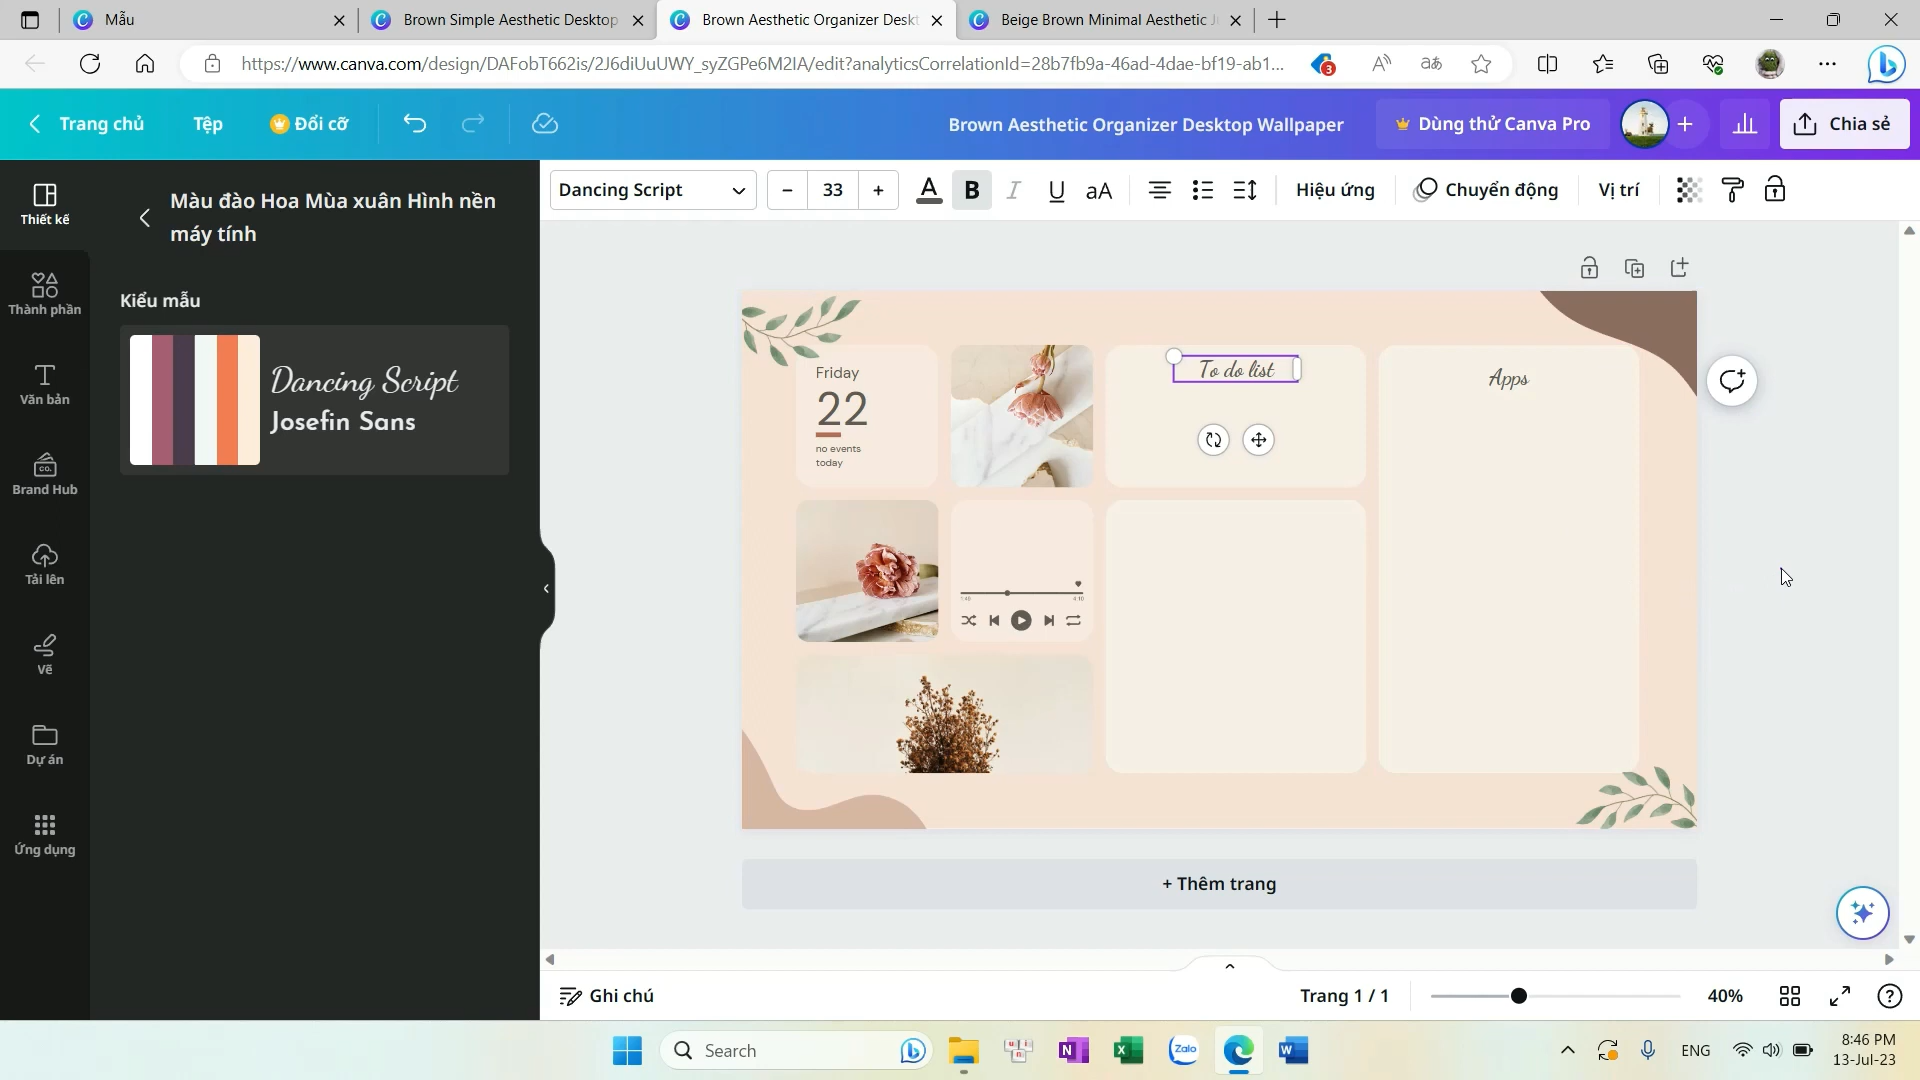 Mẫu
Brown Simple Aesthetic Desktop
Brown Aesthetic Organizer Deskt
Beige Brown Minimal Aesthetic J
https://www.canva.com/design/DAFobT662is/2J6diUuUWY_syZGPe6M2IA/edit?analyticsCorrelationId=28b7fb9a-46ad-4dae-bf19-ab1...
3
Trang chủ
Tệp
Đổi cỡ
Brown Aesthetic Organizer Desktop Wallpaper
Dùng thử Canva Pro
Chia sẻ
Thiết kế
Thành phần
Văn bản
Brand Hub
Tải lên
Vẽ
Dự án
Ứng dụng
Màu đào Hoa Mùa xuân Hình nền
máy tính
Kiểu mẫu
Dancing Script
Josefin Sans
Dancing Script
33
Hiệu ứng
Chuyển động
Vị trí
Friday
22
no events
today
To do list
Apps
4:10
+ Thêm trang
Ghi chú
Trang 1 / 1
40%
Search
Zalo
ENG
8:46 PM
13-Jul-23